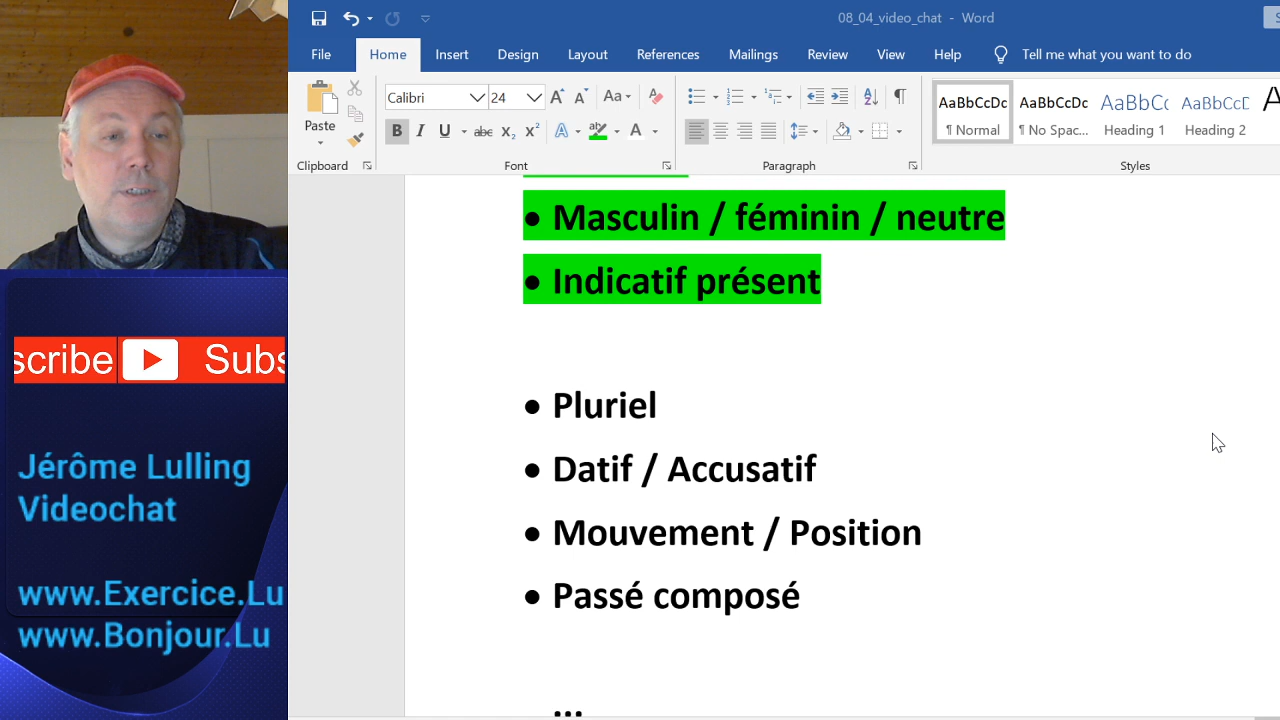 08_04_video_chat - Word
File Home Insert Design Layout References Mailings Review View Help Tell me what you want to do
Paste
Clipboard
Calibri 24
Font
Paragraph
AaBbCcDc AaBbCcDc AaBbCc AaBbCcE
¶ Normal ¶ No Spac... Heading 1 Heading 2
Styles
• Masculin / féminin / neutre
• Indicatif présent
• Pluriel
• Datif / Accusatif
• Mouvement / Position
• Passé composé
...
scribe Subs
Jérôme Lulling
Videochat
www.Exercice.Lu
www.Bonjour.Lu